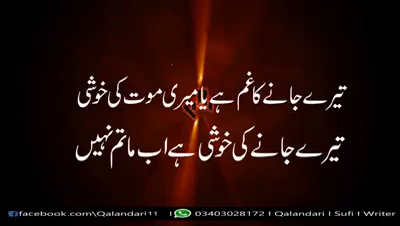 تیرے جانے کا غم ہے یا میری موت کی خوشی
تیرے جانے کی خوشی ہے اب ماتم نہیں
facebook.com\Qalandari11 I 03403028172 I Qalandari I Sufi I Writer